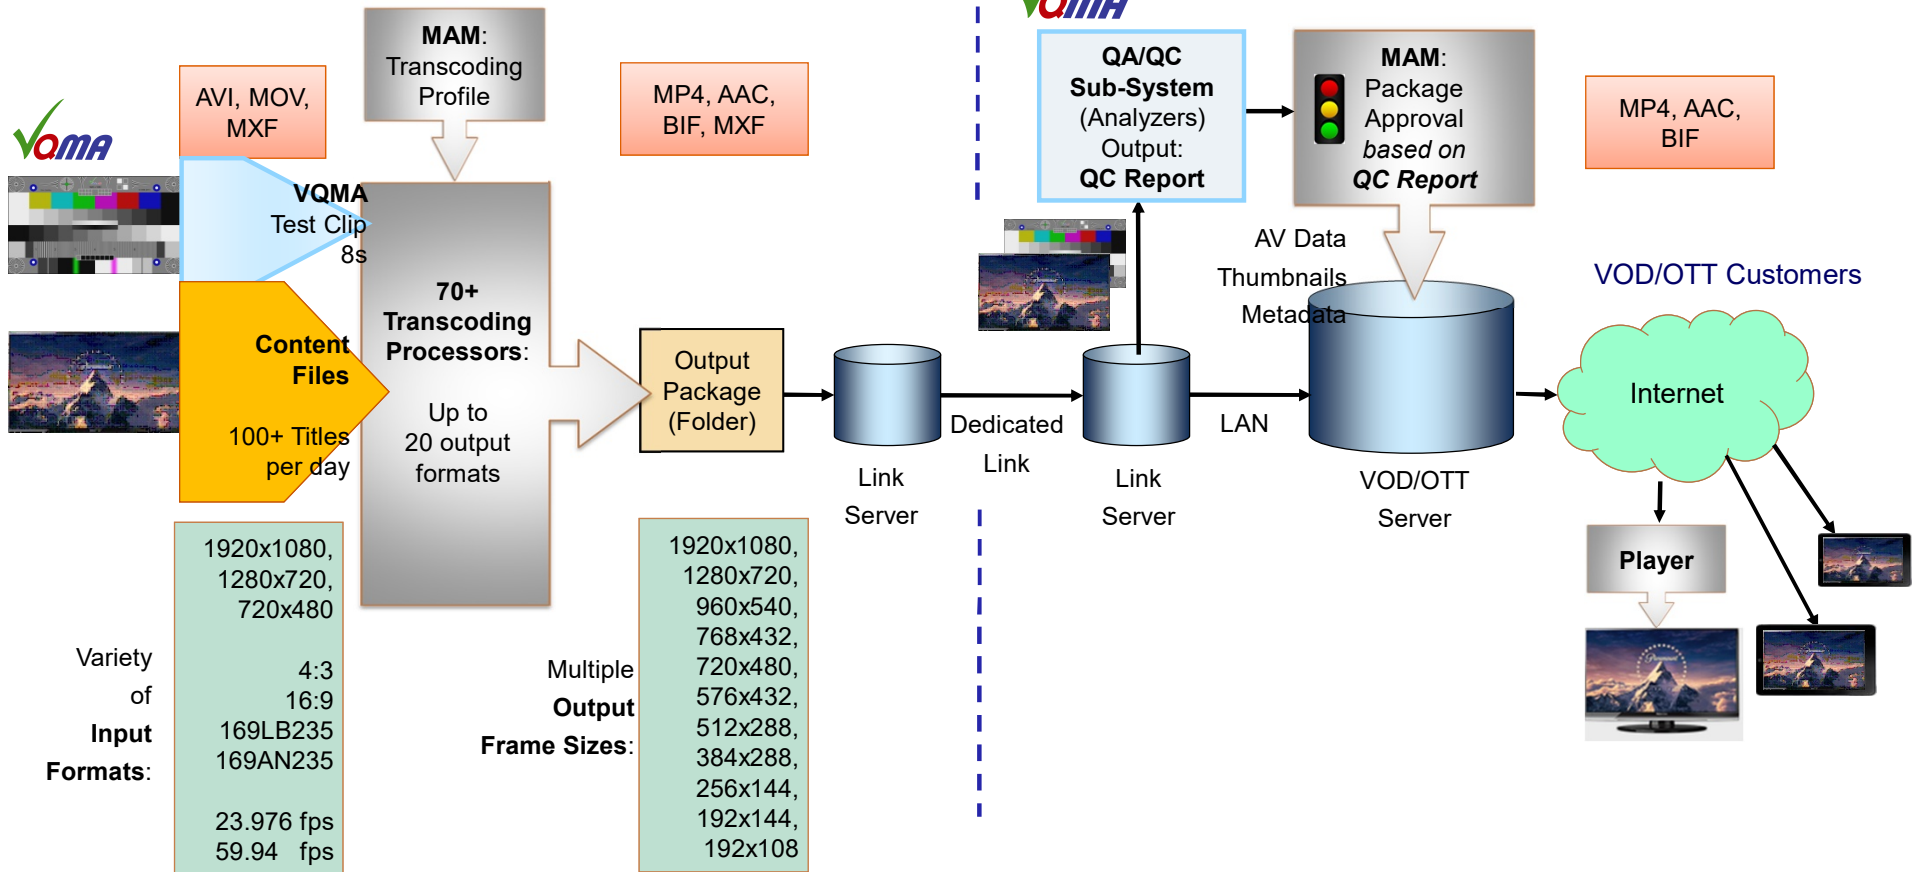 VQMA
AVI, MOV,
MXF
MAM:
Transcoding
Profile
MP4, AAC,
BIF, MXF
VQMA
QA/QC
Sub-System
(Analyzers)
Output:
QC Report
MAM:
Package
Approval
based on
QC Report
MP4, AAC,
BIF
VQMA
Test Clip
8s
Content
Files
100+ Titles
per day
70+
Transcoding
Processors:
Up to
20 output
formats
Output
Package
(Folder)
Link
Server
Dedicated
Link
Link
Server
LAN
AV Data
Thumbnails
Metadata
VOD/OTT
Server
VOD/OTT Customers
Internet
Player
Paramount
Variety
of
Input
Formats:
1920x1080,
1280x720,
720x480
4:3
16:9
169LB235
169AN235
23.976 fps
59.94 fps
Multiple
Output
Frame Sizes:
1920x1080,
1280x720,
960x540,
768x432,
720x480,
576x432,
512x288,
384x288,
256x144,
192x144,
192x108